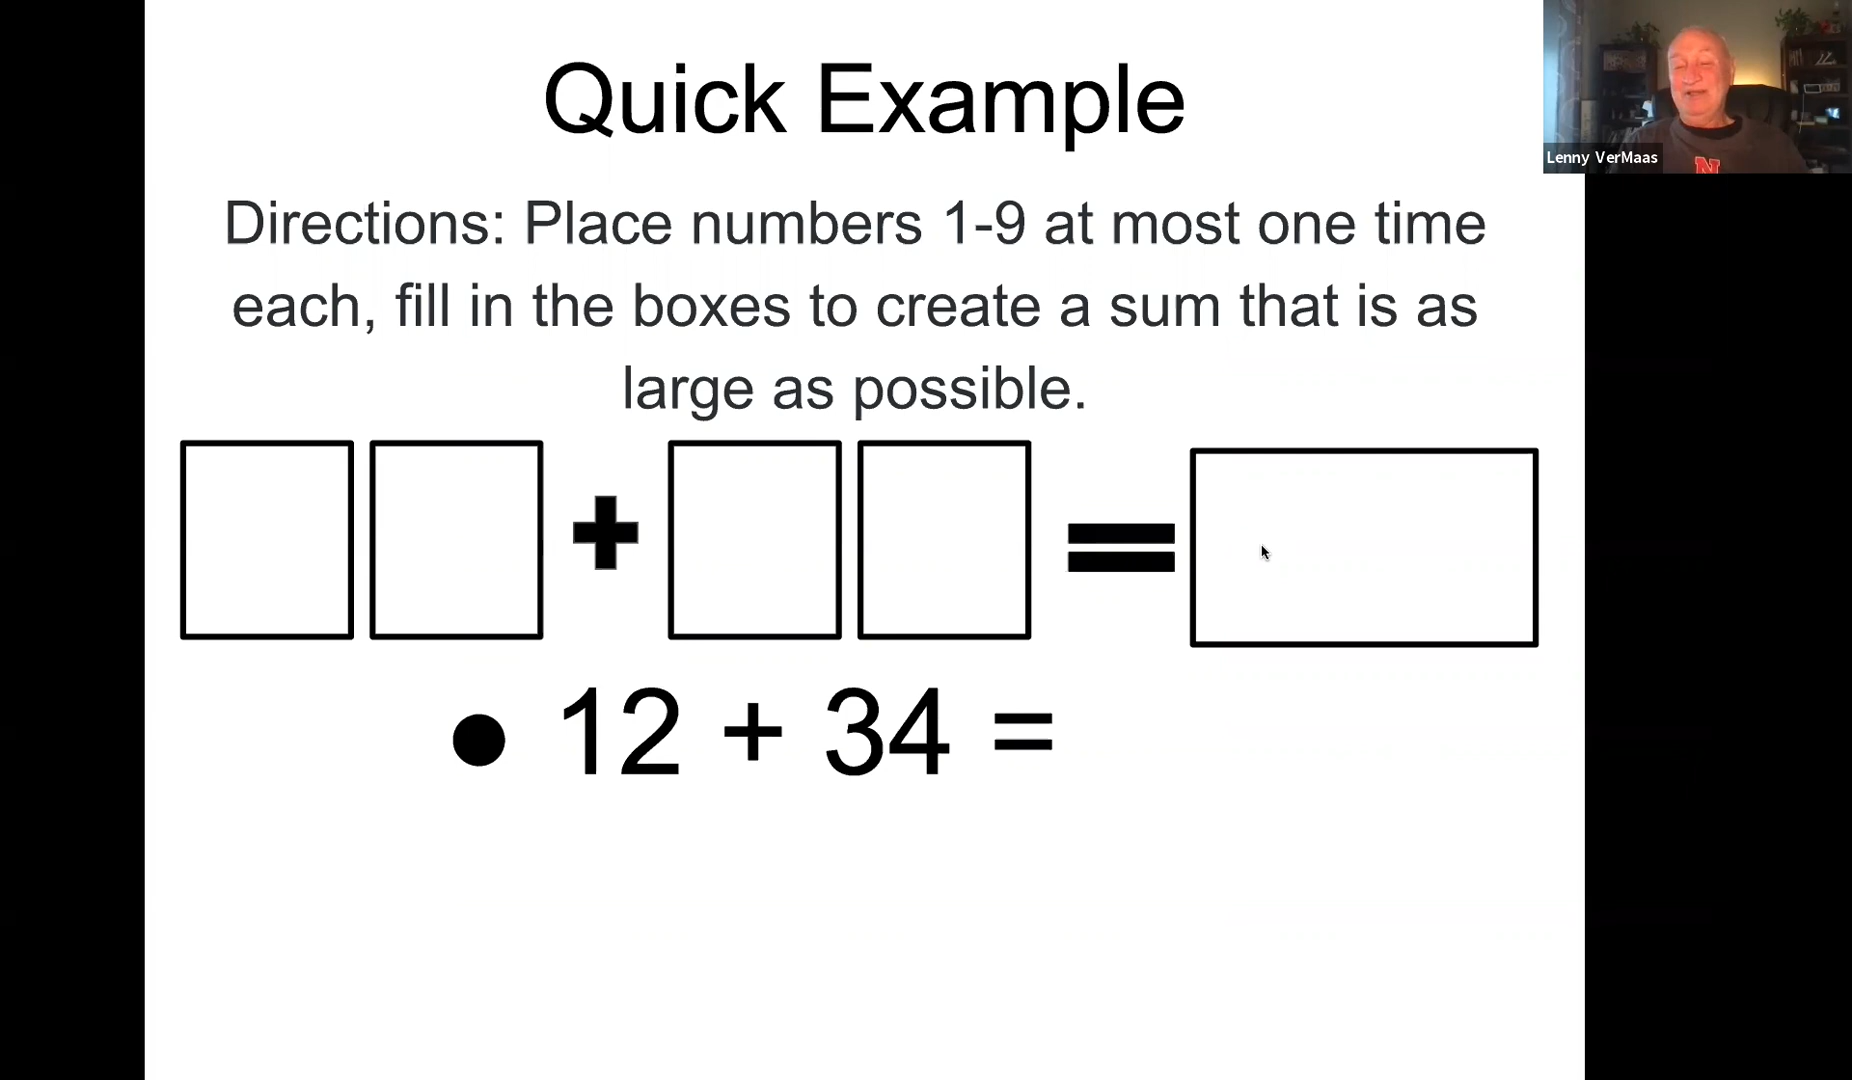 Quick Example
Lenny VerMaas
N
Directions: Place numbers 1-9 at most one time
each, fill in the boxes to create a sum that is as
large as possible.
+ =
• 12 + 34 =